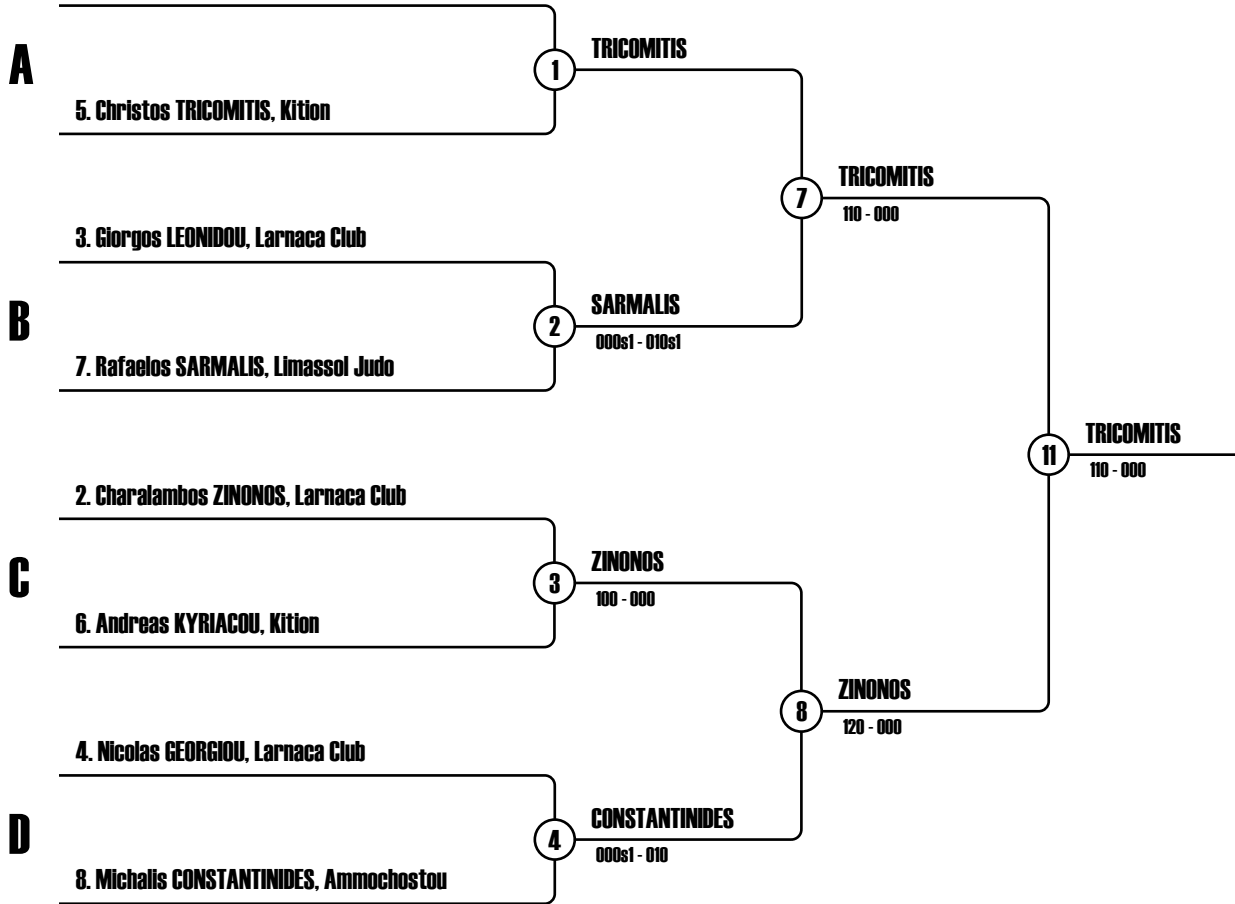 A
1
TRICOMITIS
5. Christos TRICOMITIS, Kition
7
TRICOMITIS
110 - 000
3. Giorgos LEONIDOU, Larnaca Club
B
2
SARMALIS
000s1 - 010s1
7. Rafaelos SARMALIS, Limassol Judo
11
TRICOMITIS
110 - 000
2. Charalambos ZINONOS, Larnaca Club
C
3
ZINONOS
100 - 000
6. Andreas KYRIACOU, Kition
8
ZINONOS
120 - 000
4. Nicolas GEORGIOU, Larnaca Club
D
4
CONSTANTINIDES
000s1 - 010
8. Michalis CONSTANTINIDES, Ammochostou